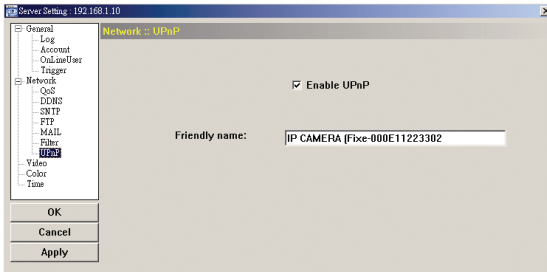 Server Setting : 192.168.1.10
General
Log
Account
OnLineUser
Trigger
Network
QoS
DDNS
SNTP
FTP
MAIL
Filter
UPnP
Video
Color
Time
OK
Cancel
Apply
Network :: UPnP
Enable UPnP
Friendly name:
IP CAMERA (Fixe-000E11223302